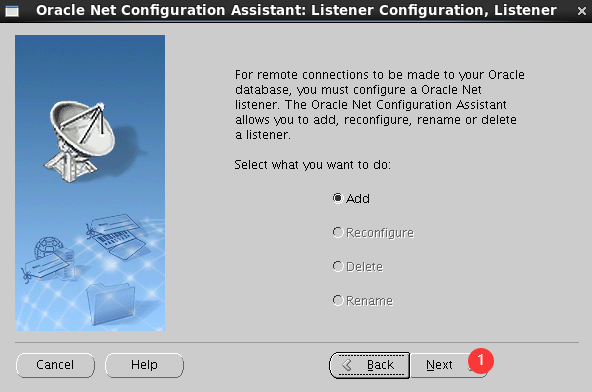 Oracle Net Configuration Assistant: Listener Configuration, Listener
For remote connections to be made to your Oracle
database, you must configure a Oracle Net
listener. The Oracle Net Configuration Assistant
allows you to add, reconfigure, rename or delete
a listener.
Select what you want to do:
Add
Reconfigure
Delete
Rename
Cancel
Help
Back
Next
1